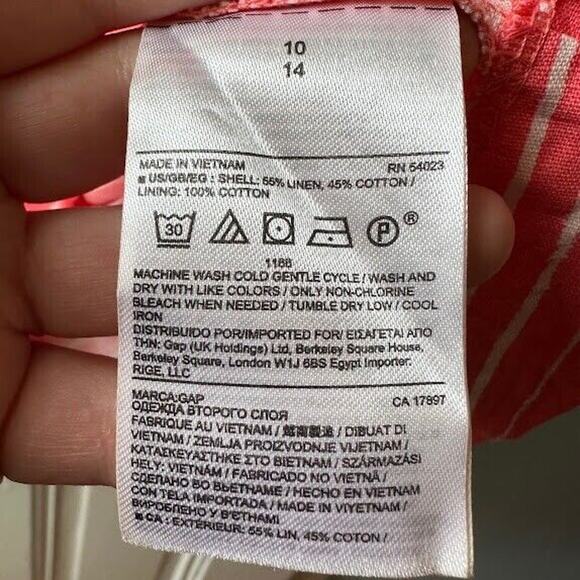 10
14
MADE IN VIETNAM RN 54023
■ US/GB/EG : SHELL: 55% LINEN, 45% COTTON /
LINING: 100% COTTON
30 P ®
1166
MACHINE WASH COLD GENTLE CYCLE / WASH AND
DRY WITH LIKE COLORS / ONLY NON-CHLORINE
BLEACH WHEN NEEDED / TUMBLE DRY LOW / COOL
IRON
DISTRIBUIDO POR/IMPORTED FOR/ ΕΙΣΑΓΕΤΑΙ ΑΠΟ
THN: Gap (UK Holdings) Ltd, Berkeley Square House,
Berkeley Square, London W1J 6BS Egypt Importer:
RIGE, LLC
MARCA:GAP CA 17897
ОДЕЖДА ВТОРОГО СЛОЯ
FABRIQUE AU VIETNAM / 越南製造 / DIBUAT DI
VIETNAM / ZEMLJA PROIZVODNJE VIJETNAM /
ΚΑΤΑΣΚΕΥΑΣΤΗΚΕ ΣΤΟ ΒΙΕΤΝΑΜ / SZÁRMAZÁSI
HELY: VIETNÁM / FABRICADO NO VIETNÃ /
СДЕЛАНО ВО ВЬЕТНАМЕ / HECHO EN VIETNAM
CON TELA IMPORTADA / MADE IN VIYETNAM /
ВИРОБЛЕНО У В'ЄТНАМІ
■ CA : EXTÉRIEUR: 55% LIN, 45% COTON /